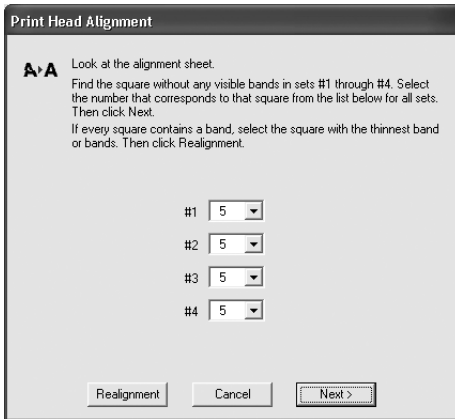 Print Head Alignment
A▸A
Look at the alignment sheet.
Find the square without any visible bands in sets #1 through #4. Select
the number that corresponds to that square from the list below for all sets.
Then click Next.
If every square contains a band, select the square with the thinnest band
or bands. Then click Realignment.
#1 5
#2 5
#3 5
#4 5
Realignment Cancel Next >